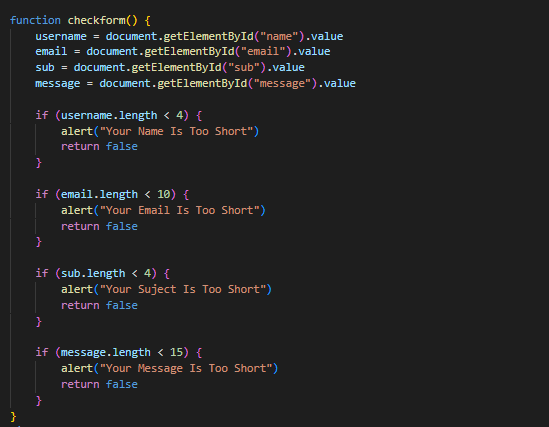 function checkform() {
    username = document.getElementById("name").value
    email = document.getElementById("email").value
    sub = document.getElementById("sub").value
    message = document.getElementById("message").value

    if (username.length < 4) {
        alert("Your Name Is Too Short")
        return false
    }

    if (email.length < 10) {
        alert("Your Email Is Too Short")
        return false
    }

    if (sub.length < 4) {
        alert("Your Suject Is Too Short")
        return false
    }

    if (message.length < 15) {
        alert("Your Message Is Too Short")
        return false
    }
}